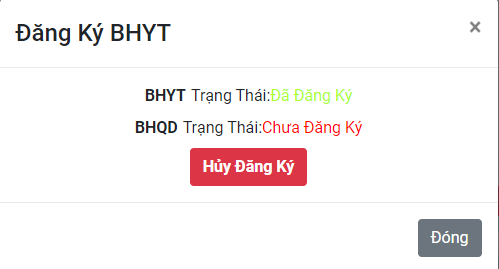 Đăng Ký BHYT
×
BHYT Trạng Thái:Đã Đăng Ký
BHQD Trạng Thái:Chưa Đăng Ký
Hủy Đăng Ký
Đóng